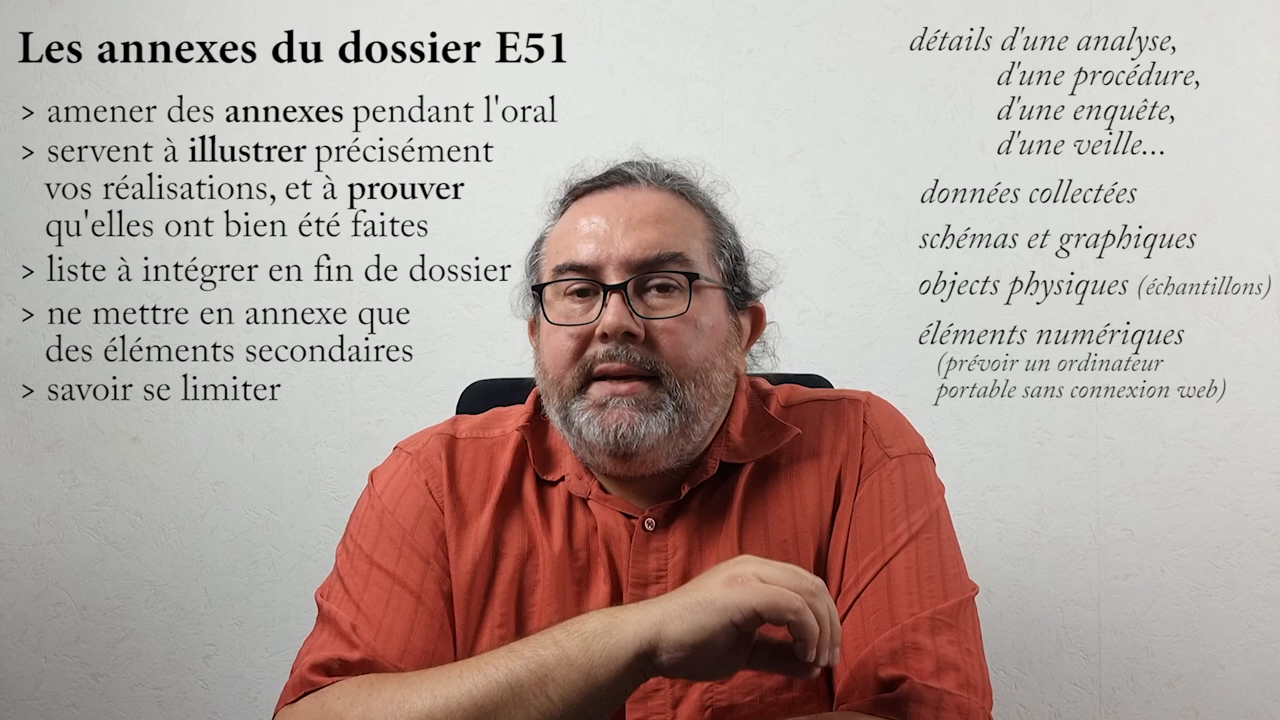 Les annexes du dossier E51
> amener des annexes pendant l'oral
> servent à illustrer précisément
vos réalisations, et à prouver
qu'elles ont bien été faites
> liste à intégrer en fin de dossier
> ne mettre en annexe que
des éléments secondaires
> savoir se limiter
détails d'une analyse,
d'une procédure,
d'une enquête,
d'une veille...
données collectées
schémas et graphiques
objects physiques (échantillons)
éléments numériques
(prévoir un ordinateur
portable sans connexion web)